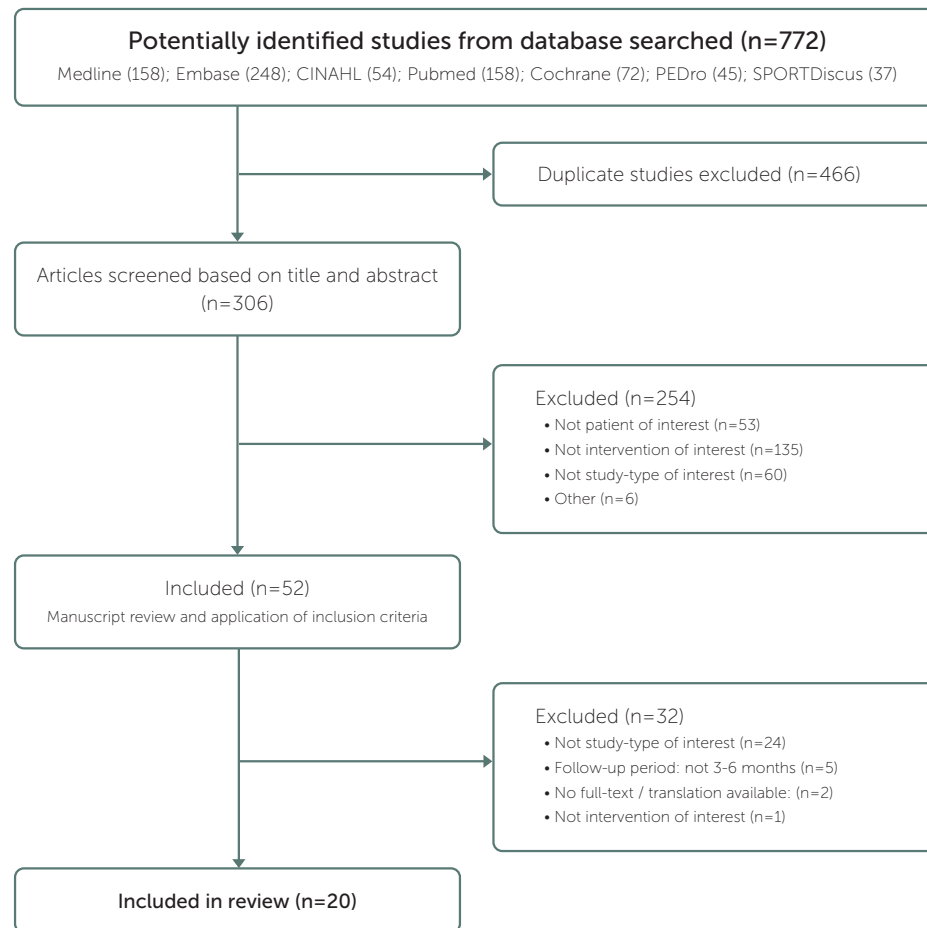 Potentially identified studies from database searched (n=772)
Medline (158); Embase (248); CINAHL (54); Pubmed (158); Cochrane (72); PEDro (45); SPORTDiscus (37)
Duplicate studies excluded (n=466)
Articles screened based on title and abstract
(n=306)
Excluded (n=254)
• Not patient of interest (n=53)
• Not intervention of interest (n=135)
• Not study-type of interest (n=60)
• Other (n=6)
Included (n=52)
Manuscript review and application of inclusion criteria
Excluded (n=32)
• Not study-type of interest (n=24)
• Follow-up period: not 3-6 months (n=5)
• No full-text / translation available: (n=2)
• Not intervention of interest (n=1)
Included in review (n=20)